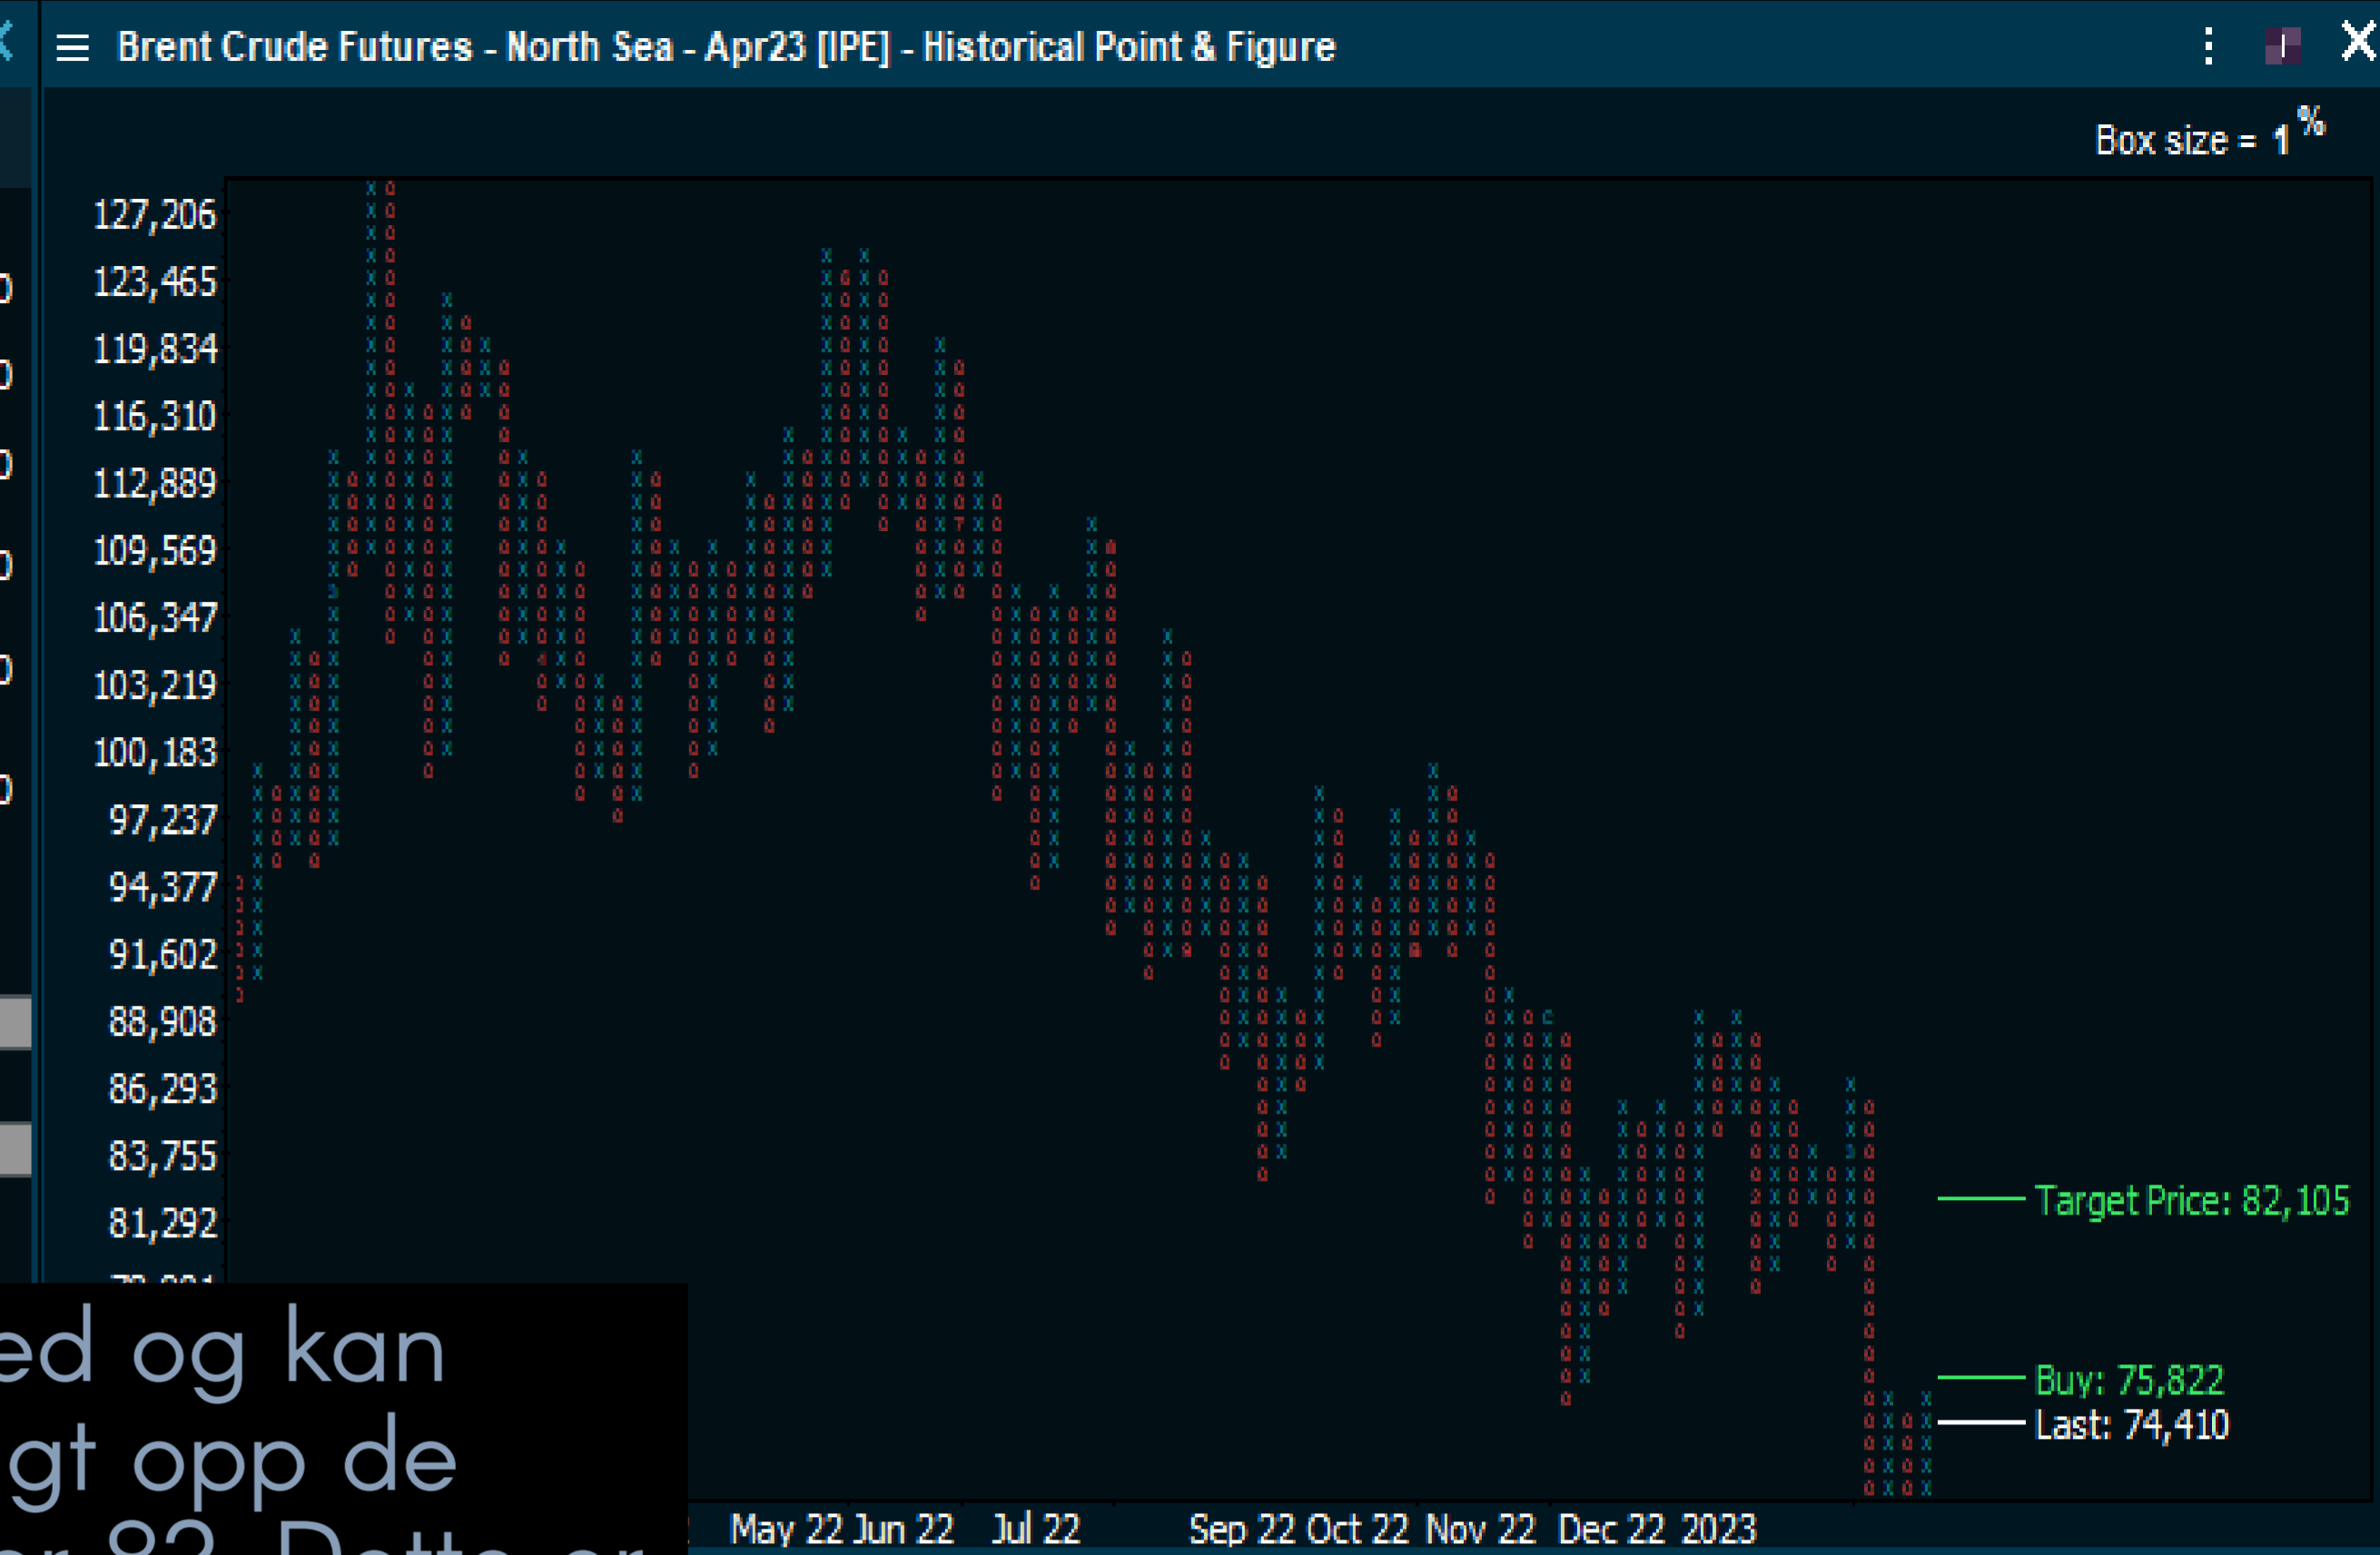 Brent Crude Futures - North Sea - Apr23 [IPE] - Historical Point & Figure
Box size = 1%
127,206
123,465
119,834
116,310
112,889
109,569
106,347
103,219
100,183
97,237
94,377
91,602
88,908
86,293
83,755
81,292
Target Price: 82,105
Buy: 75,822
Last: 74,410
og kan
opp de
82. Dette er
May 22 Jun 22 Jul 22 Sep 22 Oct 22 Nov 22 Dec 22 2023